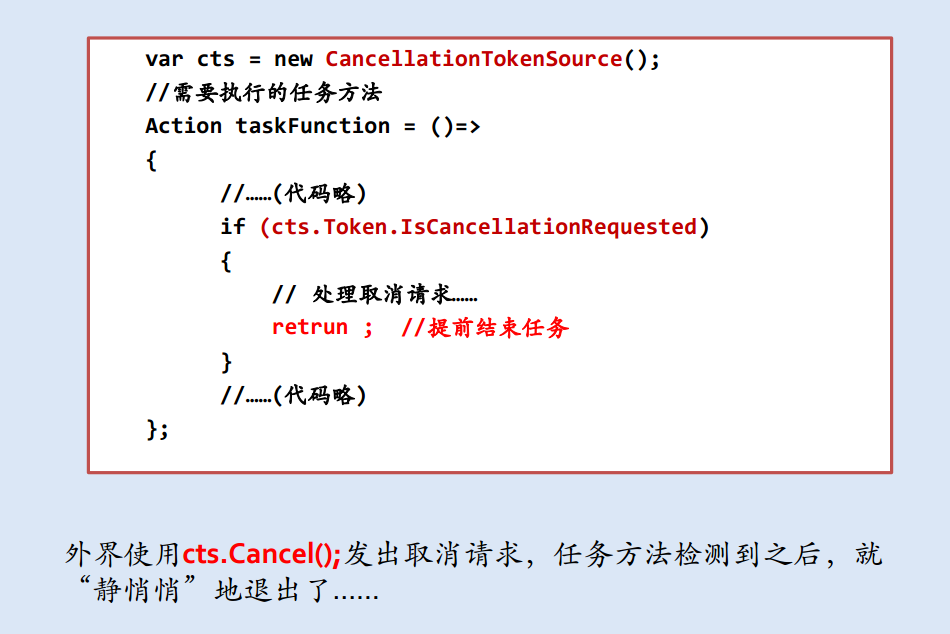 var cts = new CancellationTokenSource();
//需要执行的任务方法
Action taskFunction = ()=>
{
//……(代码略)
if (cts.Token.IsCancellationRequested)
{
// 处理取消请求……
retrun ; //提前结束任务
}
//……(代码略)
};
外界使用cts.Cancel();发出取消请求，任务方法检测到之后，就
“静悄悄”地退出了……